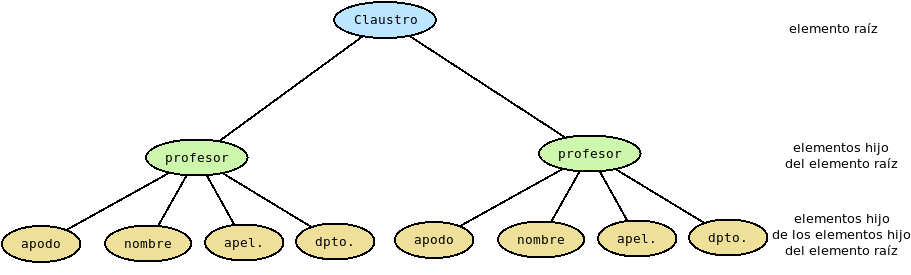 Claustro
elemento raíz
profesor
profesor
elementos hijo
del elemento raíz
apodo
nombre
apel.
dpto.
apodo
nombre
apel.
dpto.
elementos hijo
de los elementos hijo
del elemento raíz